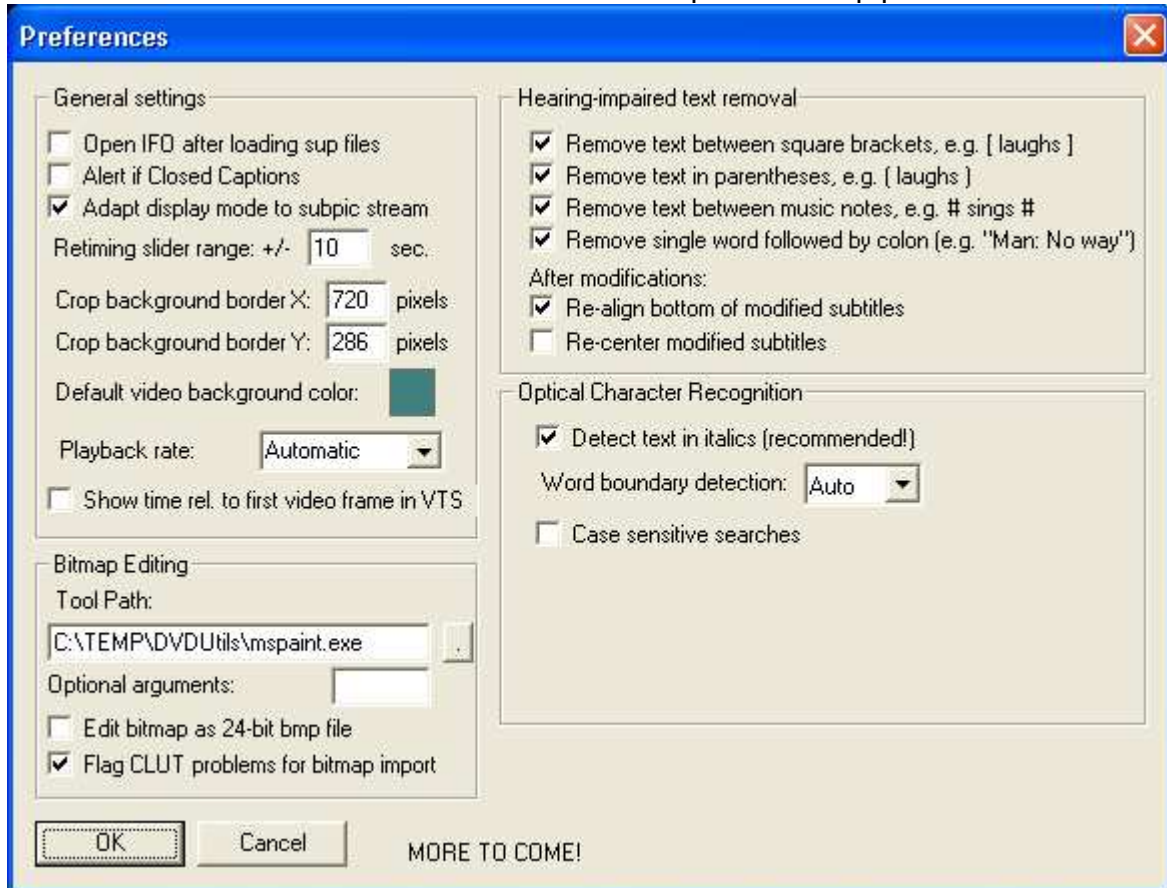 Preferences
General settings
Open IFO after loading sup files
Alert if Closed Captions
Adapt display mode to subpic stream
Retiming slider range: +/- 10 sec.
Crop background border X: 720 pixels
Crop background border Y: 286 pixels
Default video background color:
Playback rate: Automatic
Show time rel. to first video frame in VTS
Bitmap Editing
Tool Path:
C:\TEMP\DVDUtils\mspaint.exe .
Optional arguments:
Edit bitmap as 24-bit bmp file
Flag CLUT problems for bitmap import
Hearing-impaired text removal
Remove text between square brackets, e.g. [ laughs ]
Remove text in parentheses, e.g. ( laughs )
Remove text between music notes, e.g. # sings #
Remove single word followed by colon (e.g. "Man: No way")
After modifications:
Re-align bottom of modified subtitles
Re-center modified subtitles
Optical Character Recognition
Detect text in italics (recommended!)
Word boundary detection: Auto
Case sensitive searches
OK Cancel MORE TO COME!